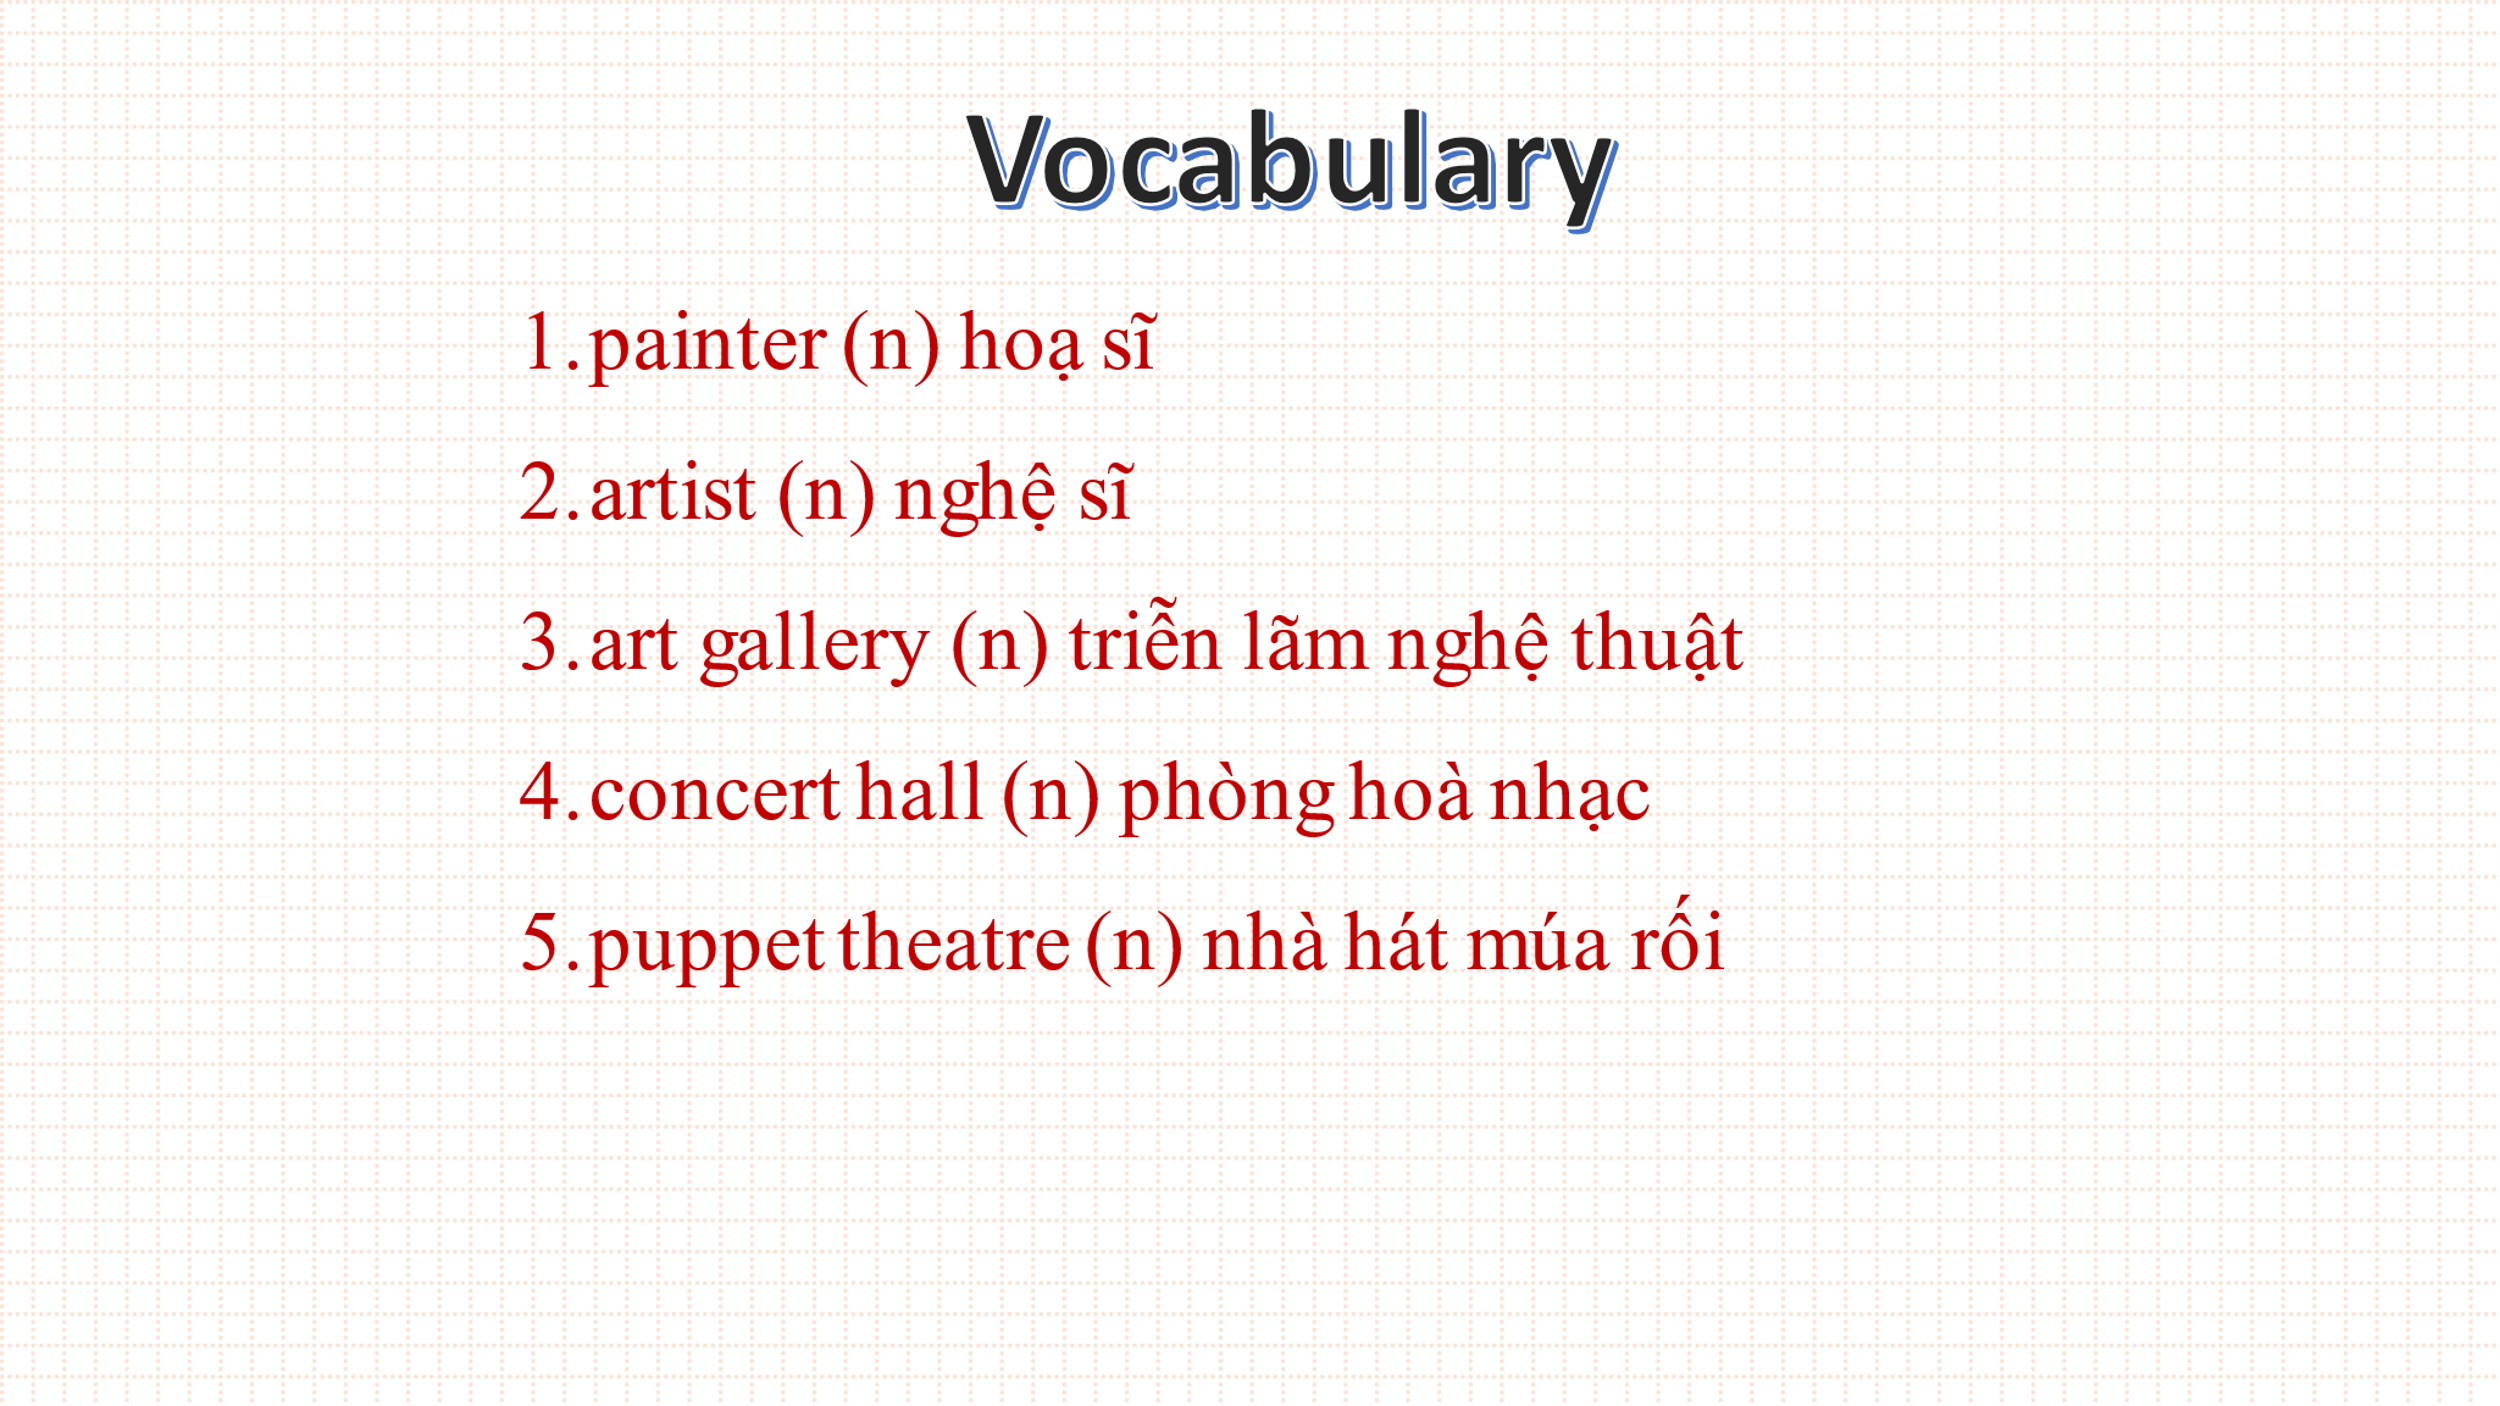 Vocabulary
1. painter (n) hoạ sĩ
2. artist (n) nghệ sĩ
3. art gallery (n) triễn lãm nghệ thuật
4. concert hall (n) phòng hoà nhạc
5. puppet theatre (n) nhà hát múa rối